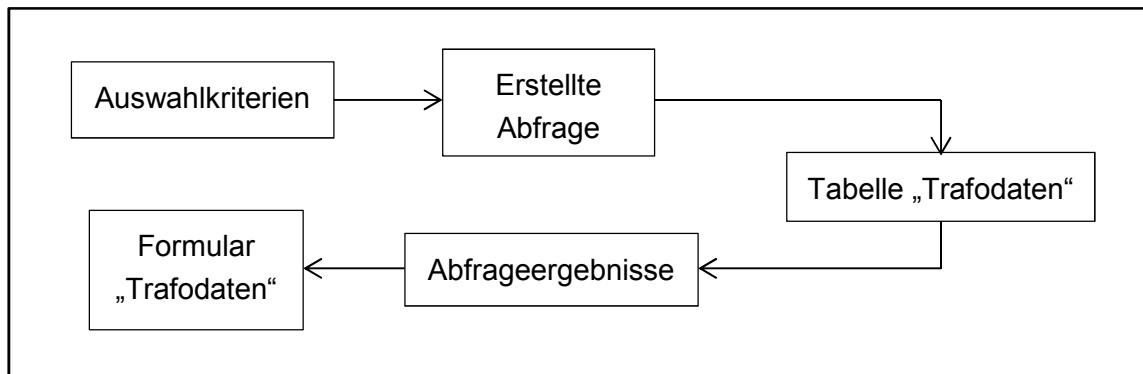 Auswahlkriterien
Erstellte
Abfrage
Tabelle „Trafodaten“
Abfrageergebnisse
Formular
„Trafodaten“